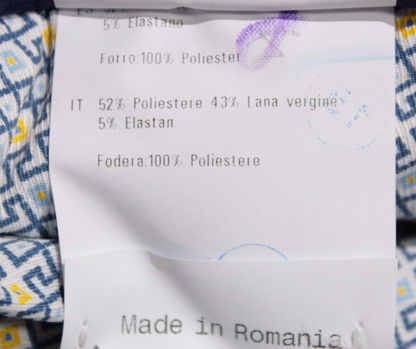 5% Elastano
Forro:100% Poliester
IT 52% Poliestere 43% Lana vergine
5% Elastan
Fodera:100% Poliestere
Made in Romania